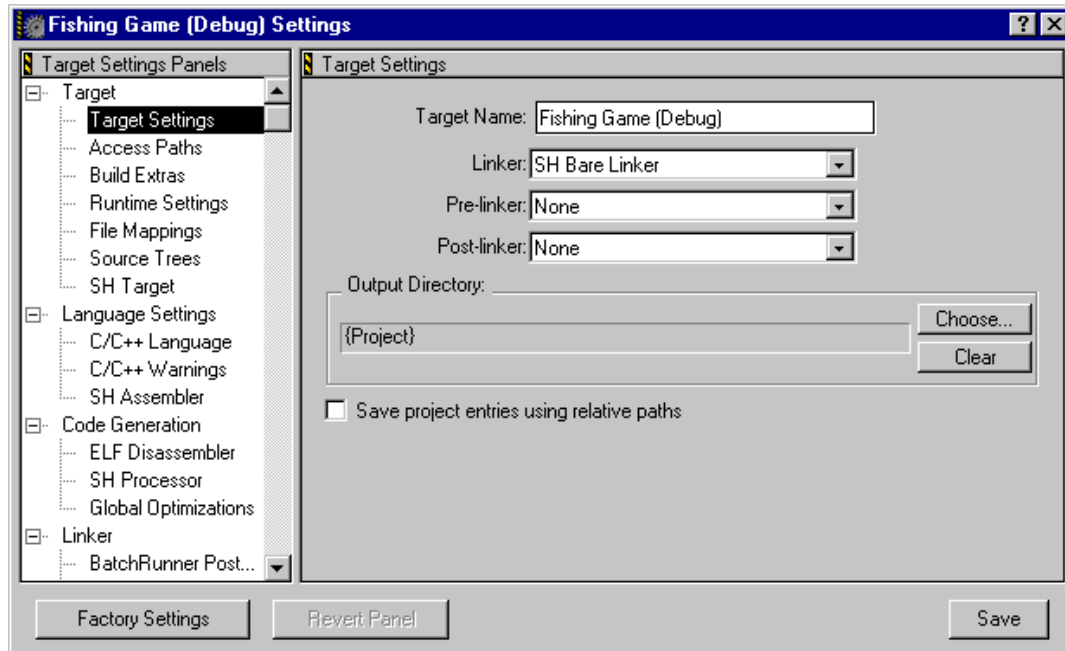 Fishing Game (Debug) Settings
Target Settings Panels
Target
Target Settings
Access Paths
Build Extras
Runtime Settings
File Mappings
Source Trees
SH Target
Language Settings
C/C++ Language
C/C++ Warnings
SH Assembler
Code Generation
ELF Disassembler
SH Processor
Global Optimizations
Linker
BatchRunner Post...
Target Settings
Target Name: Fishing Game (Debug)
Linker: SH Bare Linker
Pre-linker: None
Post-linker: None
Output Directory:
{Project}
Choose...
Clear
Save project entries using relative paths
Factory Settings
Revert Panel
Save